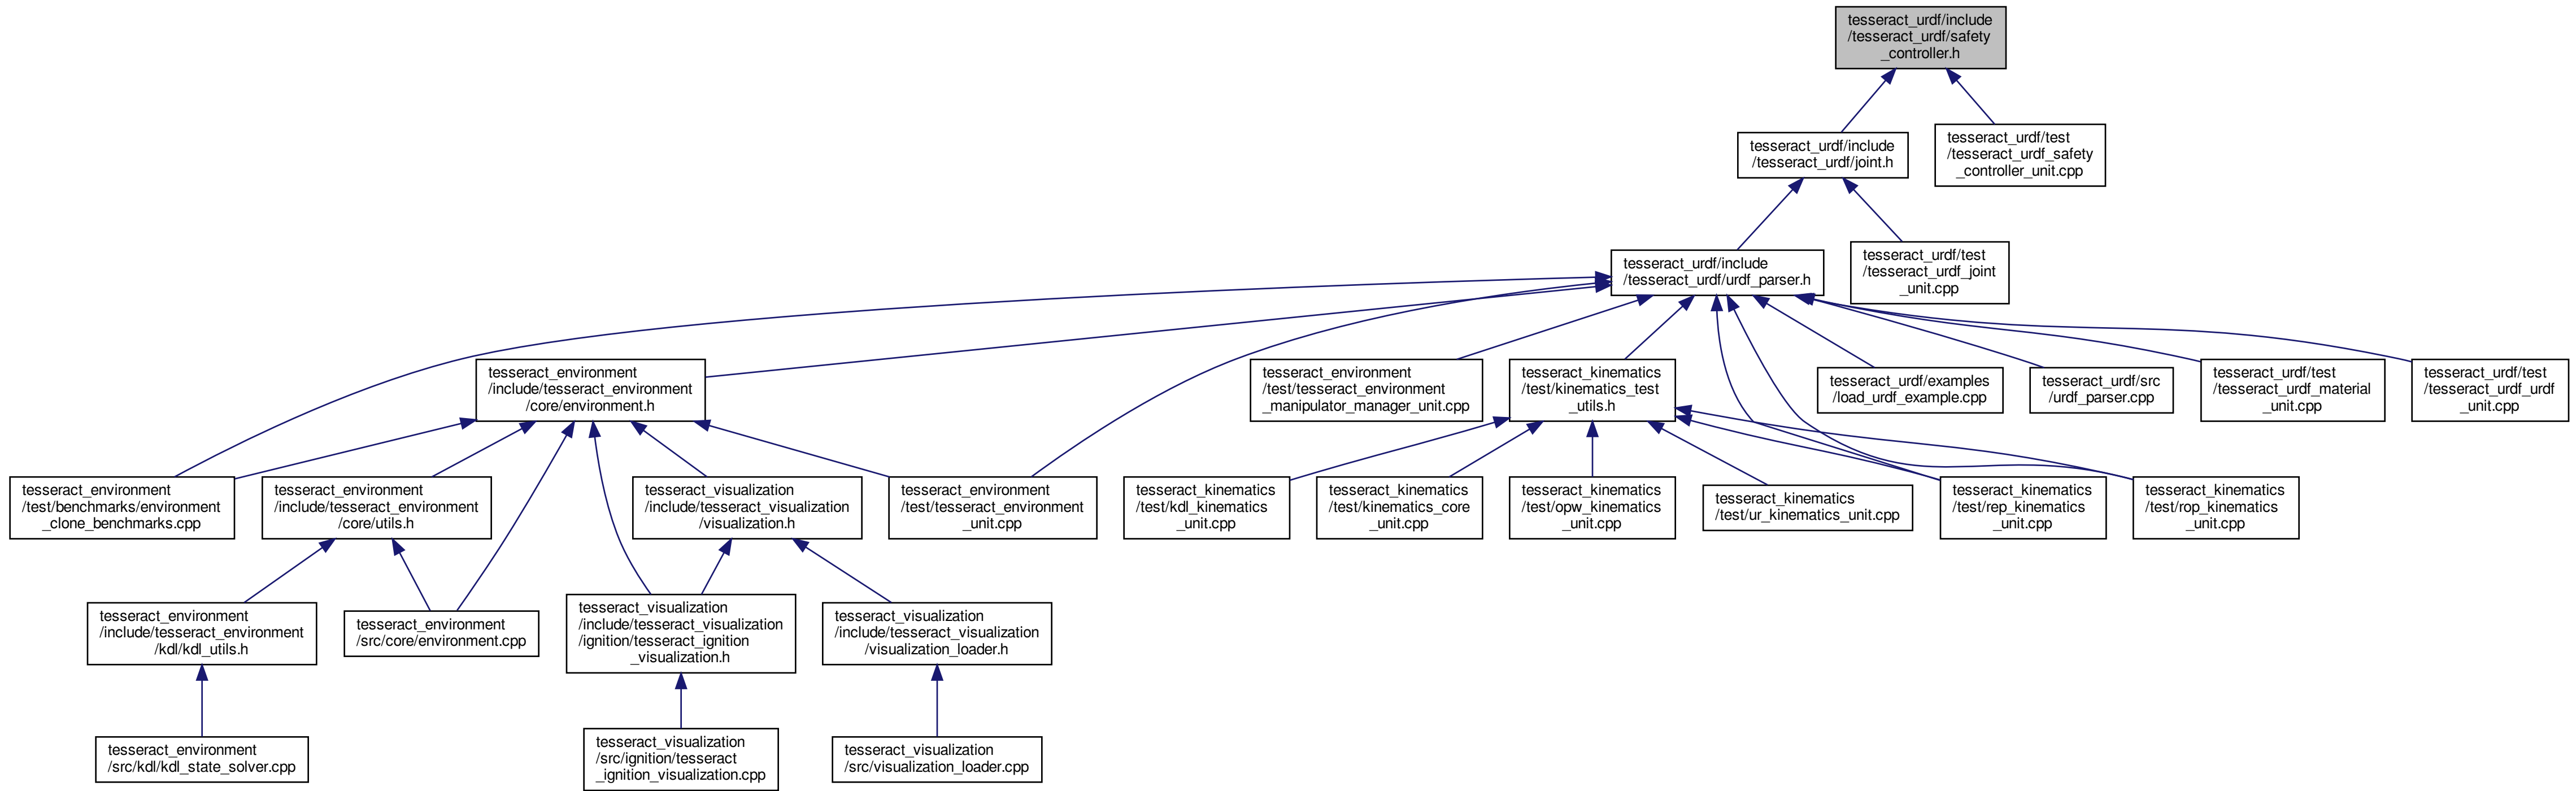 tesseract_urdf/include
/tesseract_urdf/safety
_controller.h
tesseract_urdf/include
/tesseract_urdf/joint.h
tesseract_urdf/test
/tesseract_urdf_safety
_controller_unit.cpp
tesseract_urdf/include
/tesseract_urdf/urdf_parser.h
tesseract_urdf/test
/tesseract_urdf_joint
_unit.cpp
tesseract_environment
/include/tesseract_environment
/core/environment.h
tesseract_environment
/test/tesseract_environment
_manipulator_manager_unit.cpp
tesseract_kinematics
/test/kinematics_test
_utils.h
tesseract_urdf/examples
/load_urdf_example.cpp
tesseract_urdf/src
/urdf_parser.cpp
tesseract_urdf/test
/tesseract_urdf_material
_unit.cpp
tesseract_urdf/test
/tesseract_urdf_urdf
_unit.cpp
tesseract_environment
/test/benchmarks/environment
_clone_benchmarks.cpp
tesseract_environment
/include/tesseract_environment
/core/utils.h
tesseract_visualization
/include/tesseract_visualization
/visualization.h
tesseract_environment
/test/tesseract_environment
_unit.cpp
tesseract_kinematics
/test/kdl_kinematics
_unit.cpp
tesseract_kinematics
/test/kinematics_core
_unit.cpp
tesseract_kinematics
/test/opw_kinematics
_unit.cpp
tesseract_kinematics
/test/ur_kinematics_unit.cpp
tesseract_kinematics
/test/rep_kinematics
_unit.cpp
tesseract_kinematics
/test/rop_kinematics
_unit.cpp
tesseract_environment
/include/tesseract_environment
/kdl/kdl_utils.h
tesseract_environment
/src/core/environment.cpp
tesseract_visualization
/include/tesseract_visualization
/ignition/tesseract_ignition
_visualization.h
tesseract_visualization
/include/tesseract_visualization
/visualization_loader.h
tesseract_environment
/src/kdl/kdl_state_solver.cpp
tesseract_visualization
/src/ignition/tesseract
_ignition_visualization.cpp
tesseract_visualization
/src/visualization_loader.cpp